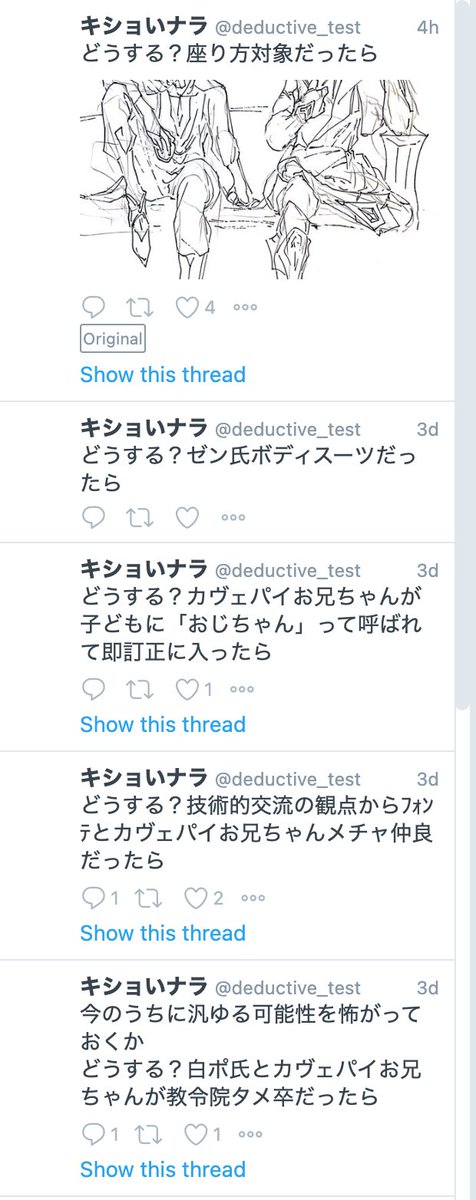 キショいナラ @deductive_test 4h
どうする？座り方対象だったら
4
Original
Show this thread
キショいナラ @deductive_test 3d
どうする？ゼン氏ボディスーツだっ
たら
キショいナラ @deductive_test 3d
どうする？カヴェパイお兄ちゃんが
子どもに「おじちゃん」って呼ばれ
て即訂正に入ったら
1
Show this thread
キショいナラ @deductive_test 3d
どうする？技術的交流の観点からﾌｫﾝ
ﾃとカヴェパイお兄ちゃんメチャ仲良
だったら
1 2
Show this thread
キショいナラ @deductive_test 3d
今のうちに汎ゆる可能性を怖がって
おくか
どうする？白ポ氏とカヴェパイお兄
ちゃんが教令院タメ卒だったら
1 1
Show this thread